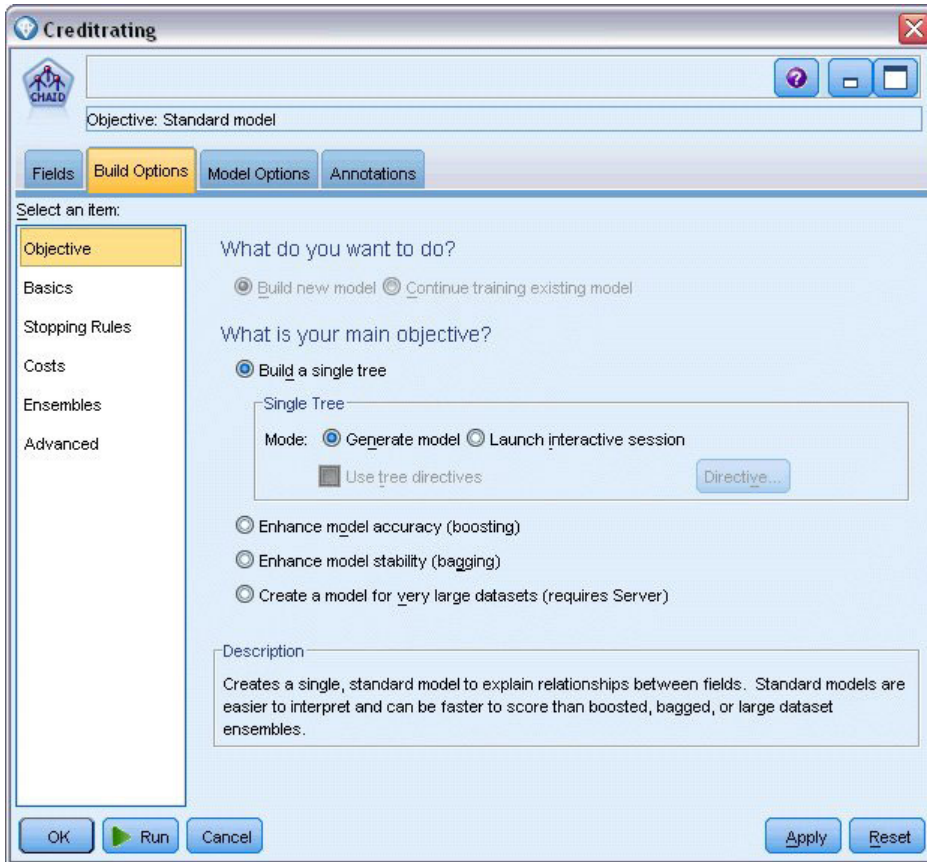 Creditrating
CHAID
Objective: Standard model
Fields Build Options Model Options Annotations
Select an item:
Objective
Basics
Stopping Rules
Costs
Ensembles
Advanced
What do you want to do?
Build new model Continue training existing model
What is your main objective?
Build a single tree
Single Tree
Mode: Generate model Launch interactive session
Use tree directives Directive...
Enhance model accuracy (boosting)
Enhance model stability (bagging)
Create a model for very large datasets (requires Server)
Description
Creates a single, standard model to explain relationships between fields. Standard models are
easier to interpret and can be faster to score than boosted, bagged, or large dataset
ensembles.
OK Run Cancel Apply Reset